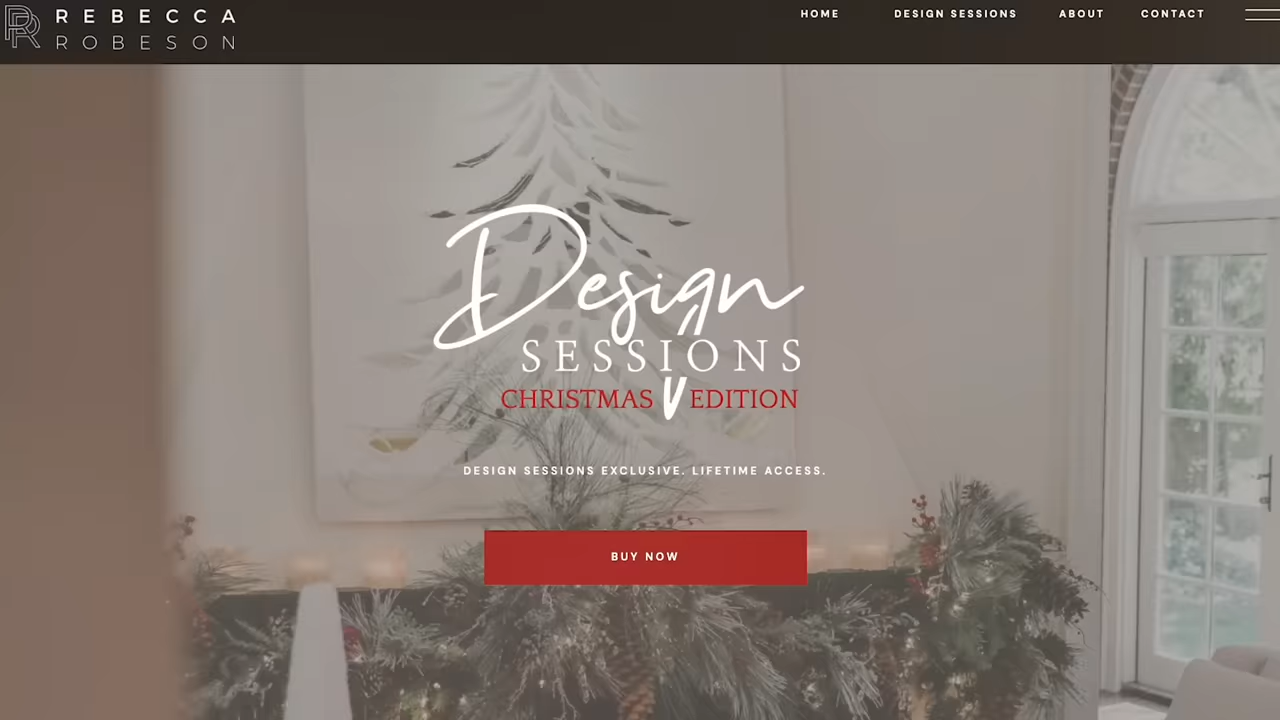 REBECCA
ROBESON
HOME
DESIGN SESSIONS
ABOUT
CONTACT
Design
SESSIONS
CHRISTMAS V EDITION
DESIGN SESSIONS EXCLUSIVE. LIFETIME ACCESS.
BUY NOW